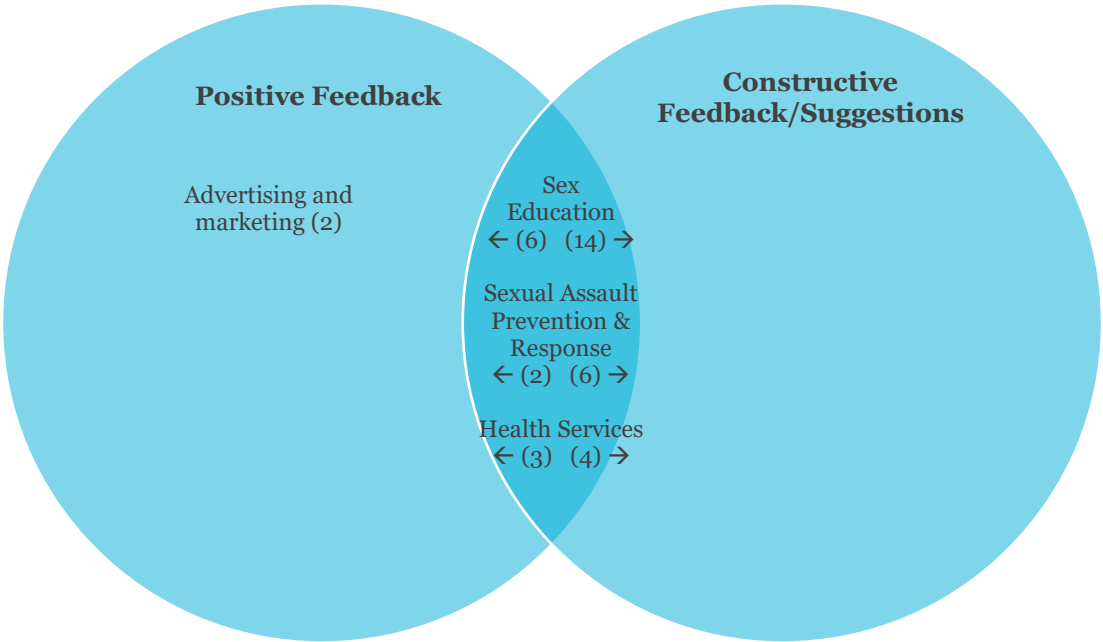 Positive Feedback
Constructive
Feedback/Suggestions
Advertising and
marketing (2)
Sex
Education
← (6) (14) →
Sexual Assault
Prevention &
Response
← (2) (6) →
Health Services
← (3) (4) →